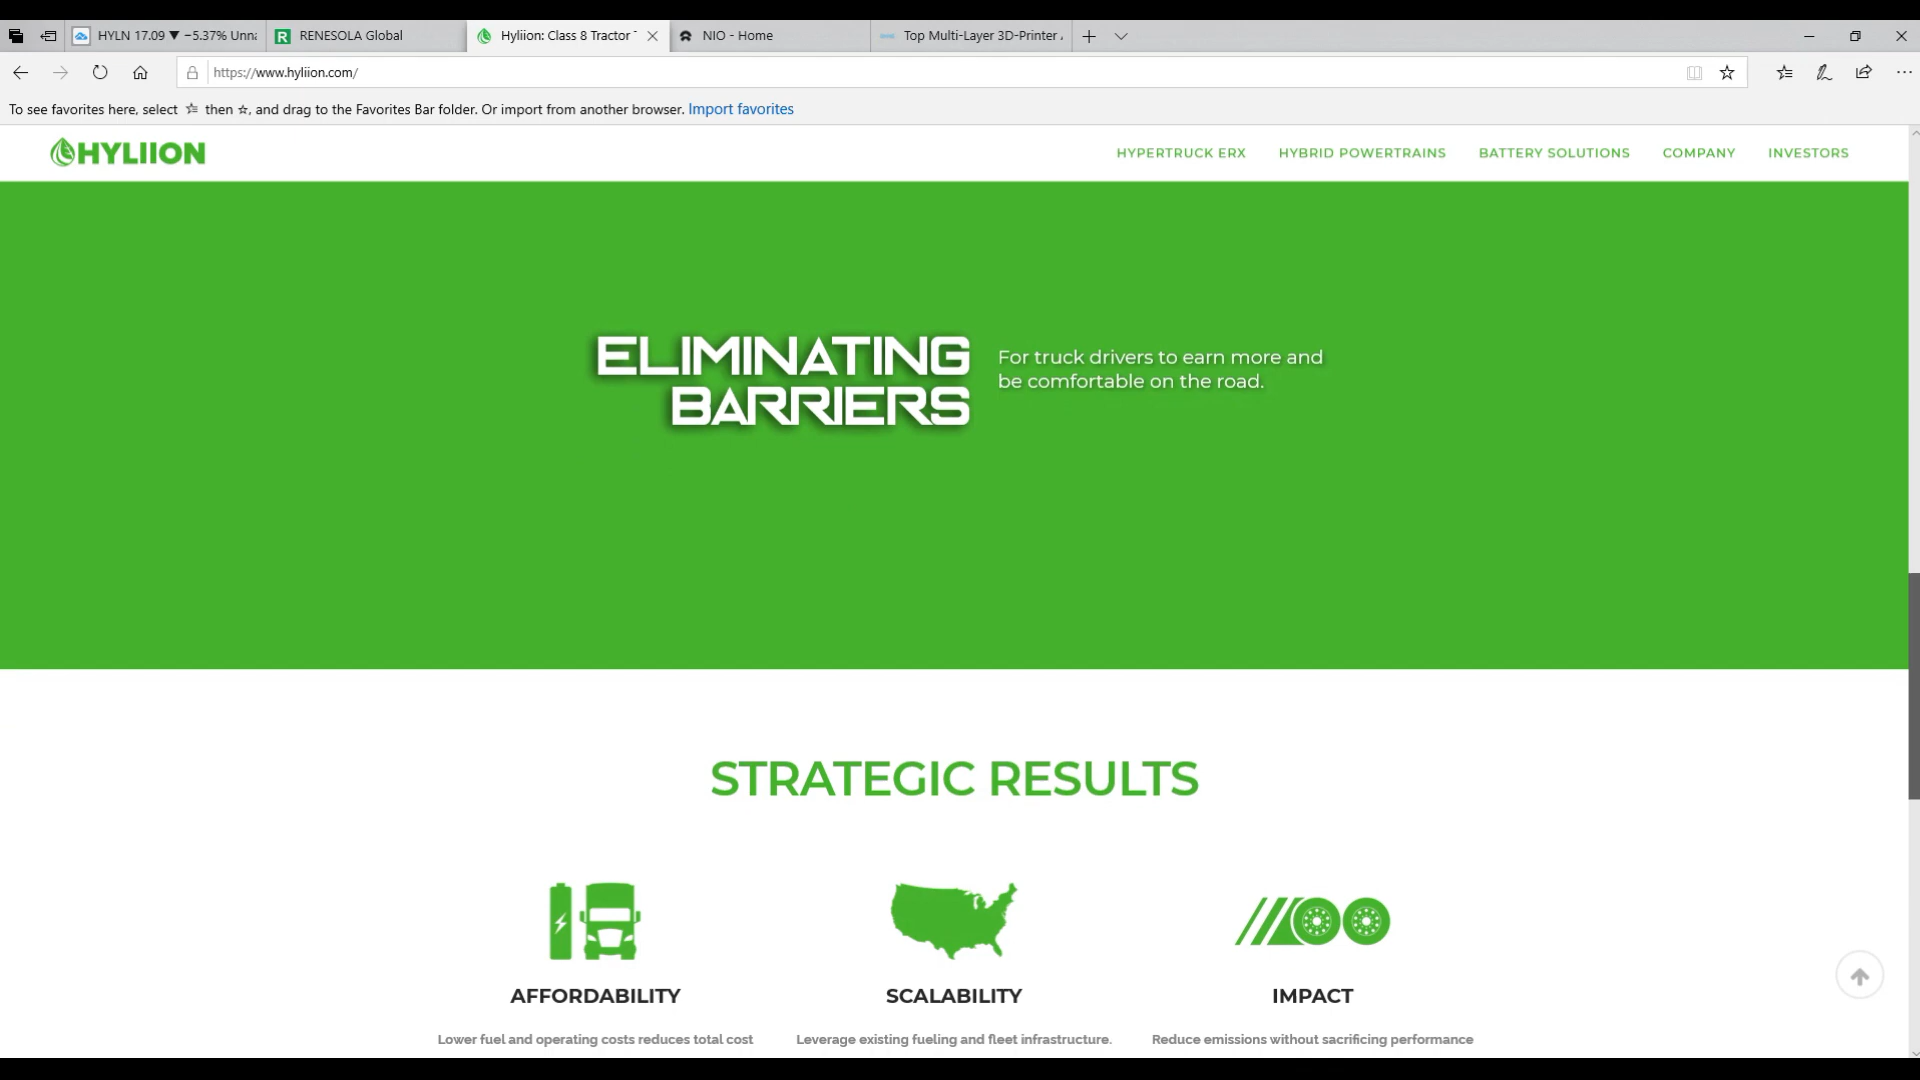 HYLN 17.09 ▼ −5.37% Unna
RENESOLA Global
Hyliion: Class 8 Tractor
NIO - Home
Top Multi-Layer 3D-Printer
https://www.hyliion.com/
To see favorites here, select then ☆, and drag to the Favorites Bar folder. Or import from another browser. Import favorites
HYLIION
HYPERTRUCK ERX
HYBRID POWERTRAINS
BATTERY SOLUTIONS
COMPANY
INVESTORS
ELIMINATING
BARRIERS
For truck drivers to earn more and
be comfortable on the road.
STRATEGIC RESULTS
AFFORDABILITY
SCALABILITY
IMPACT
Lower fuel and operating costs reduces total cost
Leverage existing fueling and fleet infrastructure.
Reduce emissions without sacrificing performance